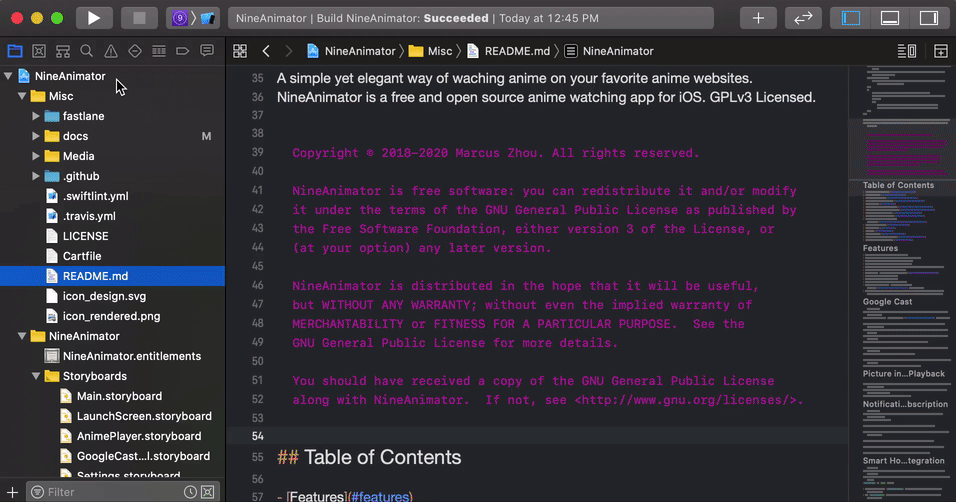 NineAnimator | Build NineAnimator: Succeeded | Today at 12:45 PM
NineAnimator
Misc
README.md
NineAnimator
NineAnimator
Misc
fastlane
docs
M
Media
.github
.swiftlint.yml
.travis.yml
LICENSE
Cartfile
README.md
icon_design.svg
icon_rendered.png
NineAnimator
NineAnimator.entitlements
Storyboards
Main.storyboard
LaunchScreen.storyboard
AnimePlayer.storyboard
GoogleCast...l.storyboard
Settings.storyboard
Filter
35 A simple yet elegant way of waching anime on your favorite anime websites.
36 NineAnimator is a free and open source anime watching app for iOS. GPLv3 Licensed.
37
38
39 Copyright © 2018-2020 Marcus Zhou. All rights reserved.
40
41 NineAnimator is free software: you can redistribute it and/or modify
42 it under the terms of the GNU General Public License as published by
43 the Free Software Foundation, either version 3 of the License, or
44 (at your option) any later version.
45
46 NineAnimator is distributed in the hope that it will be useful,
47 but WITHOUT ANY WARRANTY; without even the implied warranty of
48 MERCHANTABILITY or FITNESS FOR A PARTICULAR PURPOSE.  See the
49 GNU General Public License for more details.
50
51 You should have received a copy of the GNU General Public License
52 along with NineAnimator.  If not, see <http://www.gnu.org/licenses/>.
53
54
55 ## Table of Contents
56
57 - [Features](#features)
Table of Contents
Features
Google Cast
Picture in...Playback
Notificati...bscription
Smart Ho...tegration